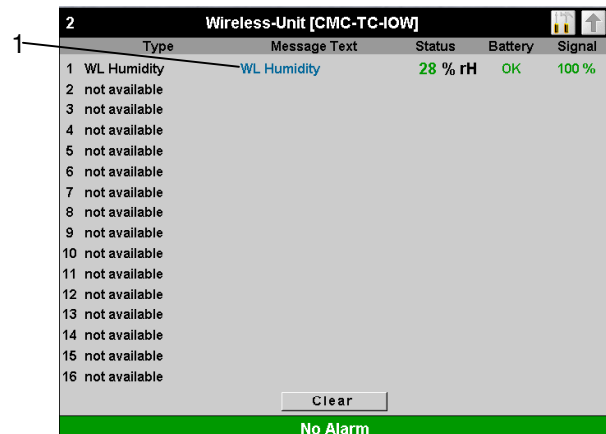 2 Wireless-Unit [CMC-TC-IOW]
1
Type Message Text Status Battery Signal
1 WL Humidity WL Humidity 28 % rH OK 100 %
2 not available
3 not available
4 not available
5 not available
6 not available
7 not available
8 not available
9 not available
10 not available
11 not available
12 not available
13 not available
14 not available
15 not available
16 not available
Clear
No Alarm